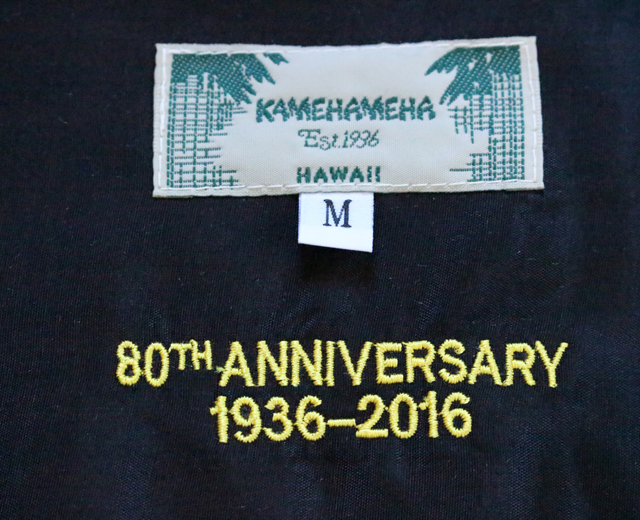 KAMEHAMEHA
Est.1936
HAWAII
M
80TH ANNIVERSARY
1936-2016